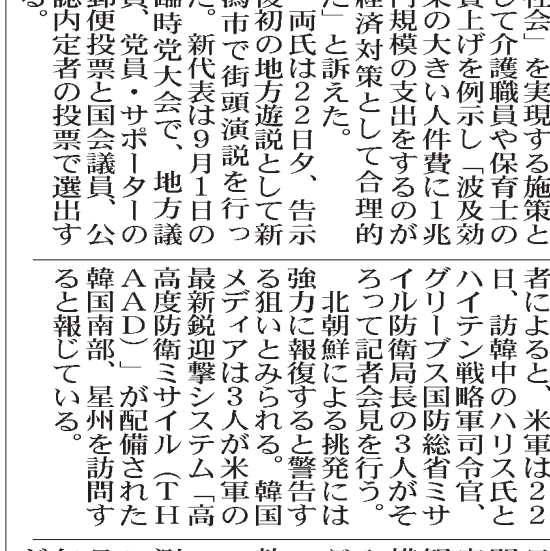 社会」を実現する施策と
して介護職員や保育士の
賃上げを例示し「波及効
果の大きい人件費に1兆
円規模の支出をするのが
経済対策として合理的
だ」と訴えた。
両氏は22日夕、告示
後初の地方遊説として新
潟市で街頭演説を行っ
た。新代表は9月1日の
臨時党大会で、地方議
員、党員・サポーターの
郵便投票と国会議員、公
認内定者の投票で選出す
る。
者によると、米軍は22
日、訪韓中のハリス氏と
ハイテン戦略軍司令官、
グリーブス国防総省ミサ
イル防衛局長の3人がそ
ろって記者会見を行う。
北朝鮮による挑発には
強力に報復すると警告す
る狙いとみられる。韓国
メディアは3人が米軍の
最新鋭迎撃システム「高
高度防衛ミサイル（TH
AAD）」が配備された
韓国南部、星州を訪問す
ると報じている。